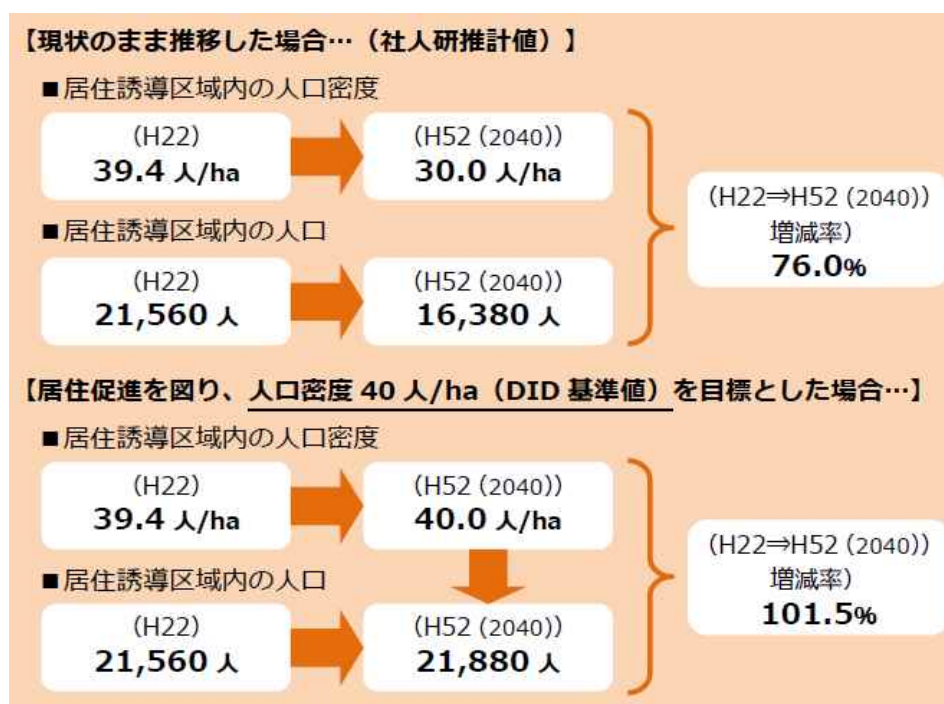 【現状のまま推移した場合…（社人研推計値）】
■居住誘導区域内の人口密度
（H22）
39.4 人/ha
（H52（2040））
30.0 人/ha
■居住誘導区域内の人口
（H22）
21,560 人
（H52（2040））
16,380 人
（H22⇒H52（2040））
増減率）
76.0%
【居住促進を図り、人口密度 40 人/ha（DID 基準値）を目標とした場合…】
■居住誘導区域内の人口密度
（H22）
39.4 人/ha
（H52（2040））
40.0 人/ha
■居住誘導区域内の人口
（H22）
21,560 人
（H52（2040））
21,880 人
（H22⇒H52（2040））
増減率）
101.5%